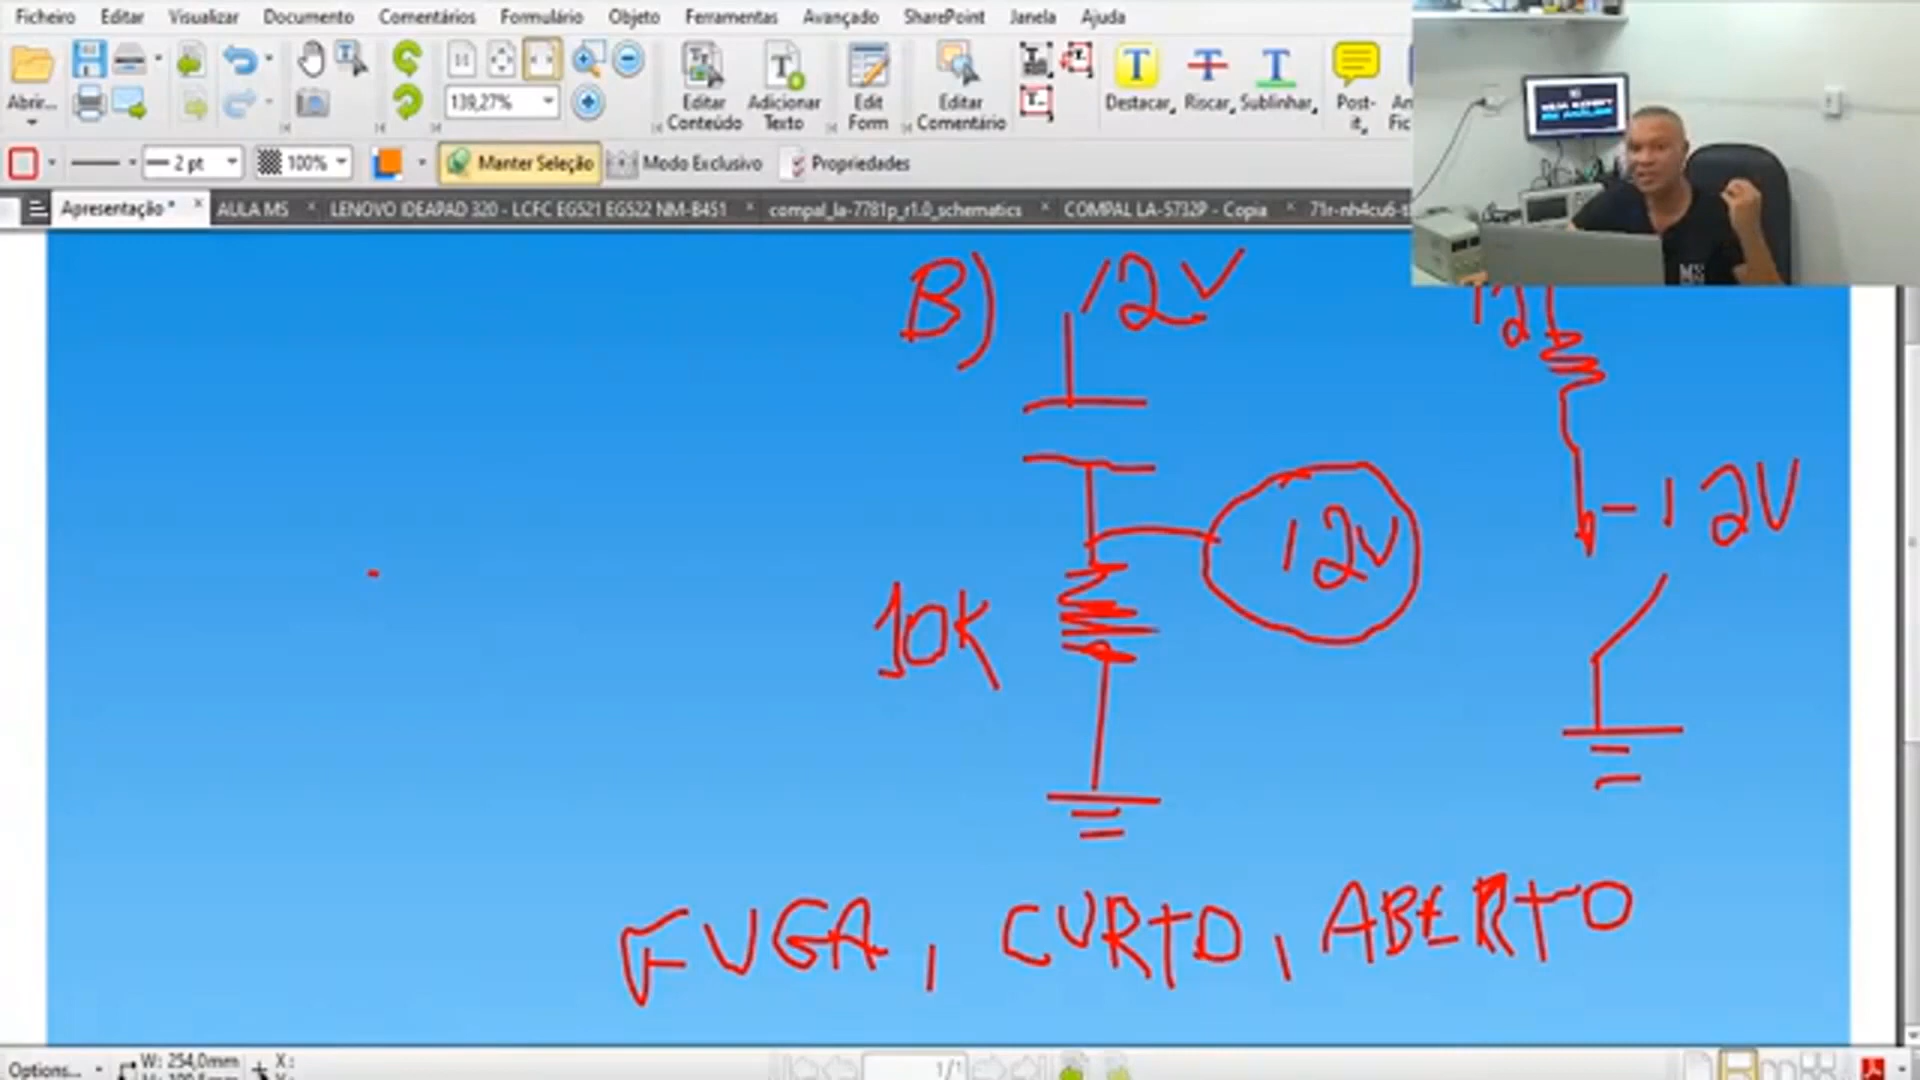 Ficheiro Editar Visualizar Documento Comentários Formulário Objeto Ferramentas Avançado SharePoint Janela Ajuda
Abrir...
139,27%
Editar Conteúdo
Adicionar Texto
Edit Form
Editar Comentário
Destacar
Riscar
Sublinhar
Post-it
2 pt
100%
Manter Seleção
Modo Exclusivo
Propriedades
Apresentação *
AULA MS
LENOVO IDEAPAD 320 - LCFC EG521 EG522 NM-B451
compal_la-7781p_r1.0_schematics
COMPAL LA-5732P - Copia
MS
B) 12V
12V
-12V
10K
FUGA, CURTO, ABERTO
Options...
W: 254,0mm
X:
1/1